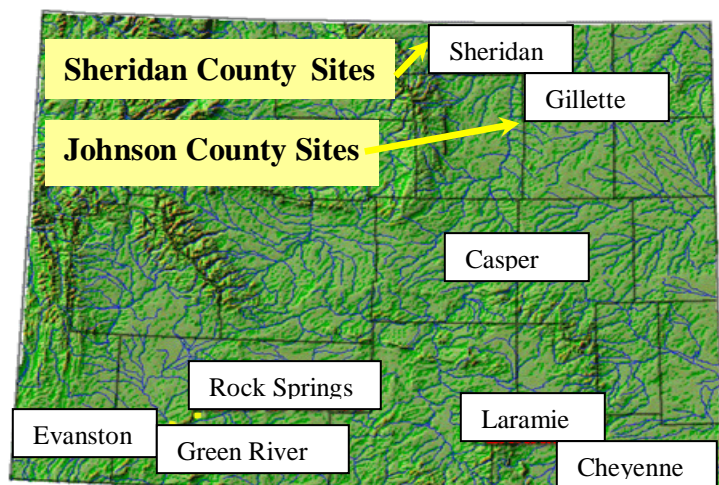 Sheridan
Sheridan County Sites
Gillette
Johnson County Sites
Casper
Rock Springs
Laramie
Evanston
Green River
Cheyenne